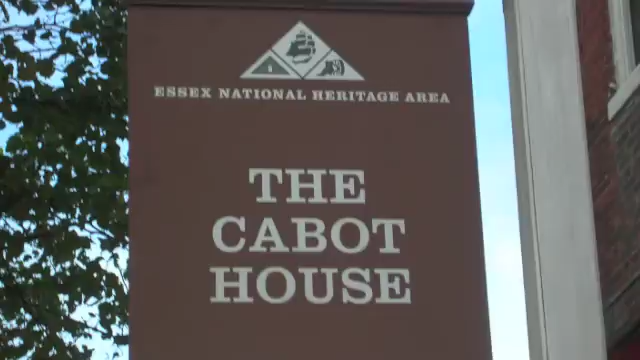 ESSEX NATIONAL HERITAGE AREA
THE
CABOT
HOUSE